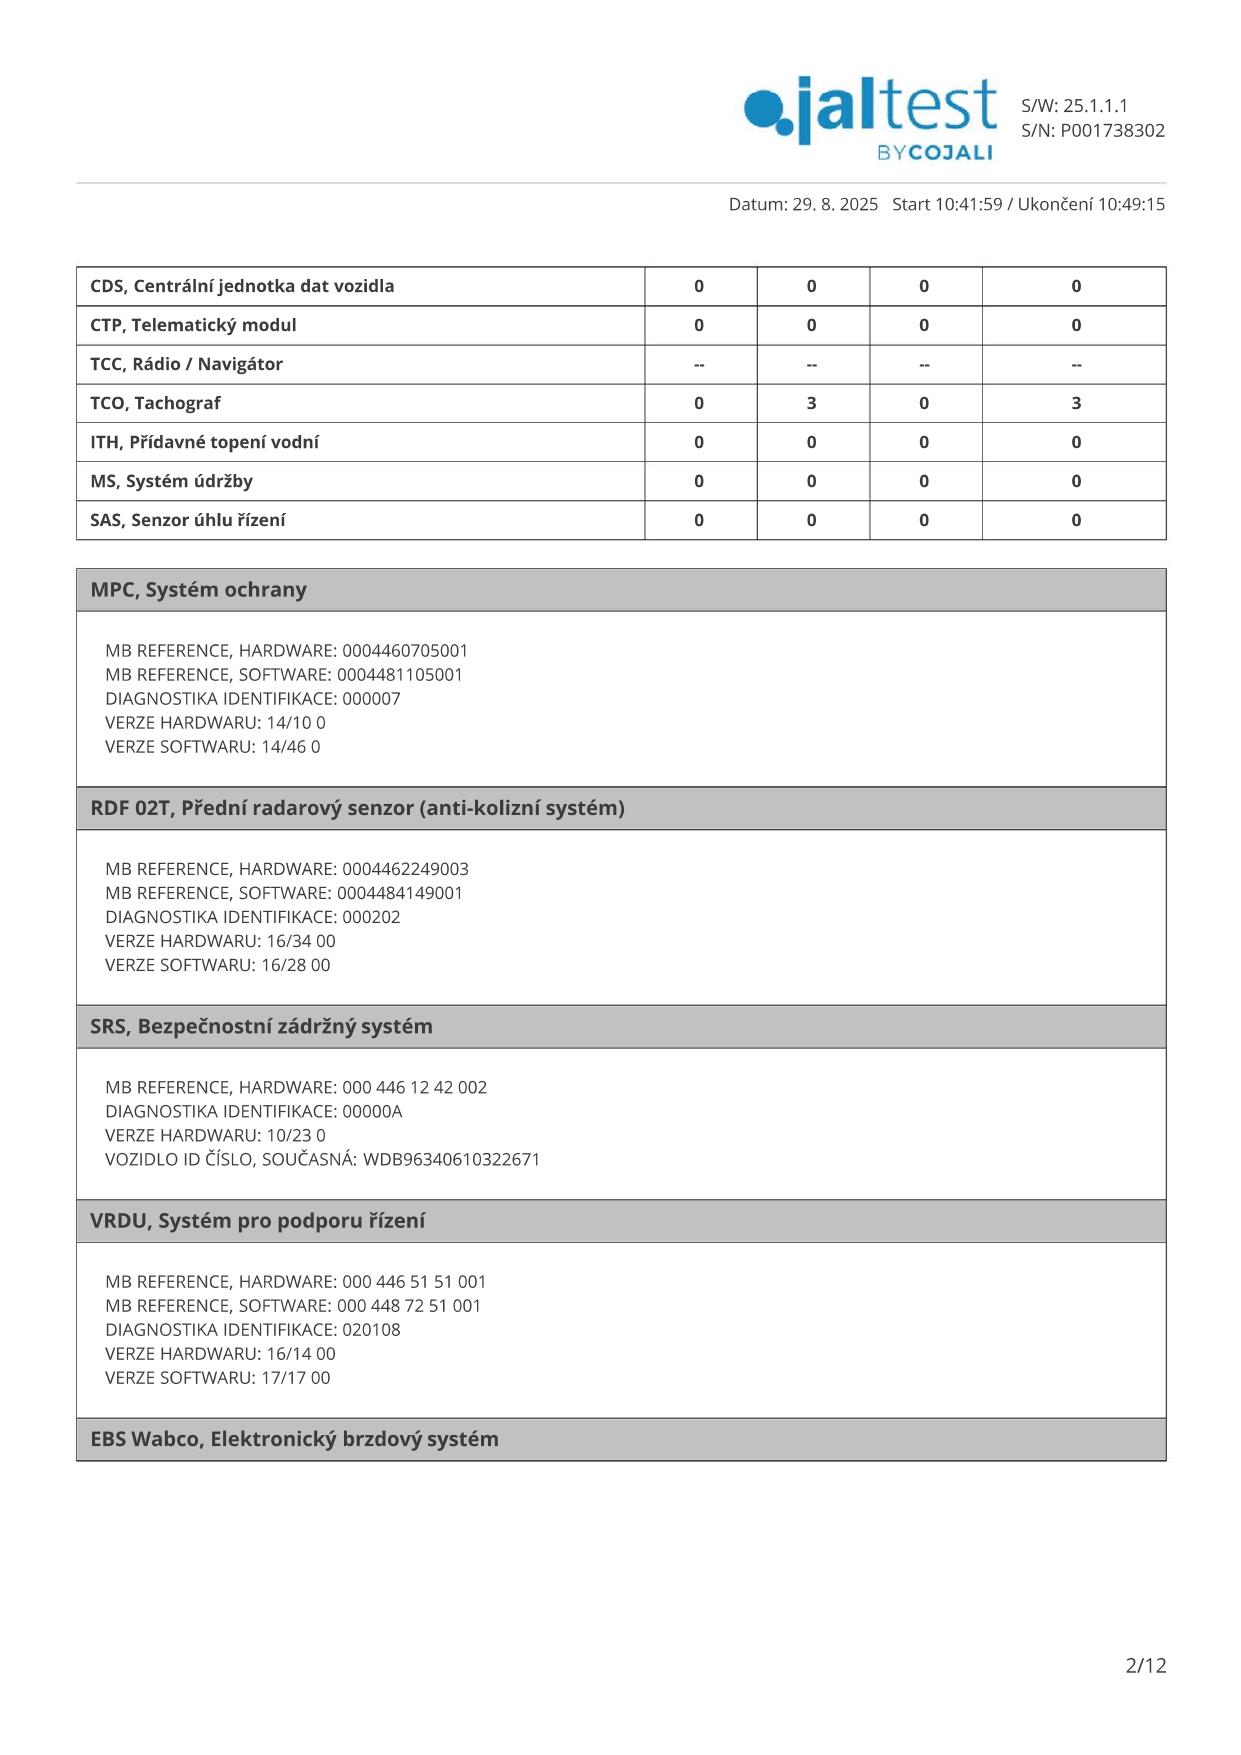 jaltest
BYCOJALI
S/W: 25.1.1.1
S/N: P001738302
Datum: 29. 8. 2025 Start 10:41:59 / Ukončení 10:49:15
CDS, Centrální jednotka dat vozidla 0 0 0 0
CTP, Telematický modul 0 0 0 0
TCC, Rádio / Navigátor -- -- -- --
TCO, Tachograf 0 3 0 3
ITH, Přídavné topení vodní 0 0 0 0
MS, Systém údržby 0 0 0 0
SAS, Senzor úhlu řízení 0 0 0 0
MPC, Systém ochrany
MB REFERENCE, HARDWARE: 0004460705001
MB REFERENCE, SOFTWARE: 0004481105001
DIAGNOSTIKA IDENTIFIKACE: 000007
VERZE HARDWARU: 14/10 0
VERZE SOFTWARU: 14/46 0
RDF 02T, Přední radarový senzor (anti-kolizní systém)
MB REFERENCE, HARDWARE: 0004462249003
MB REFERENCE, SOFTWARE: 0004484149001
DIAGNOSTIKA IDENTIFIKACE: 000202
VERZE HARDWARU: 16/34 00
VERZE SOFTWARU: 16/28 00
SRS, Bezpečnostní zádržný systém
MB REFERENCE, HARDWARE: 000 446 12 42 002
DIAGNOSTIKA IDENTIFIKACE: 00000A
VERZE HARDWARU: 10/23 0
VOZIDLO ID ČÍSLO, SOUČASNÁ: WDB96340610322671
VRDU, Systém pro podporu řízení
MB REFERENCE, HARDWARE: 000 446 51 51 001
MB REFERENCE, SOFTWARE: 000 448 72 51 001
DIAGNOSTIKA IDENTIFIKACE: 020108
VERZE HARDWARU: 16/14 00
VERZE SOFTWARU: 17/17 00
EBS Wabco, Elektronický brzdový systém
2/12